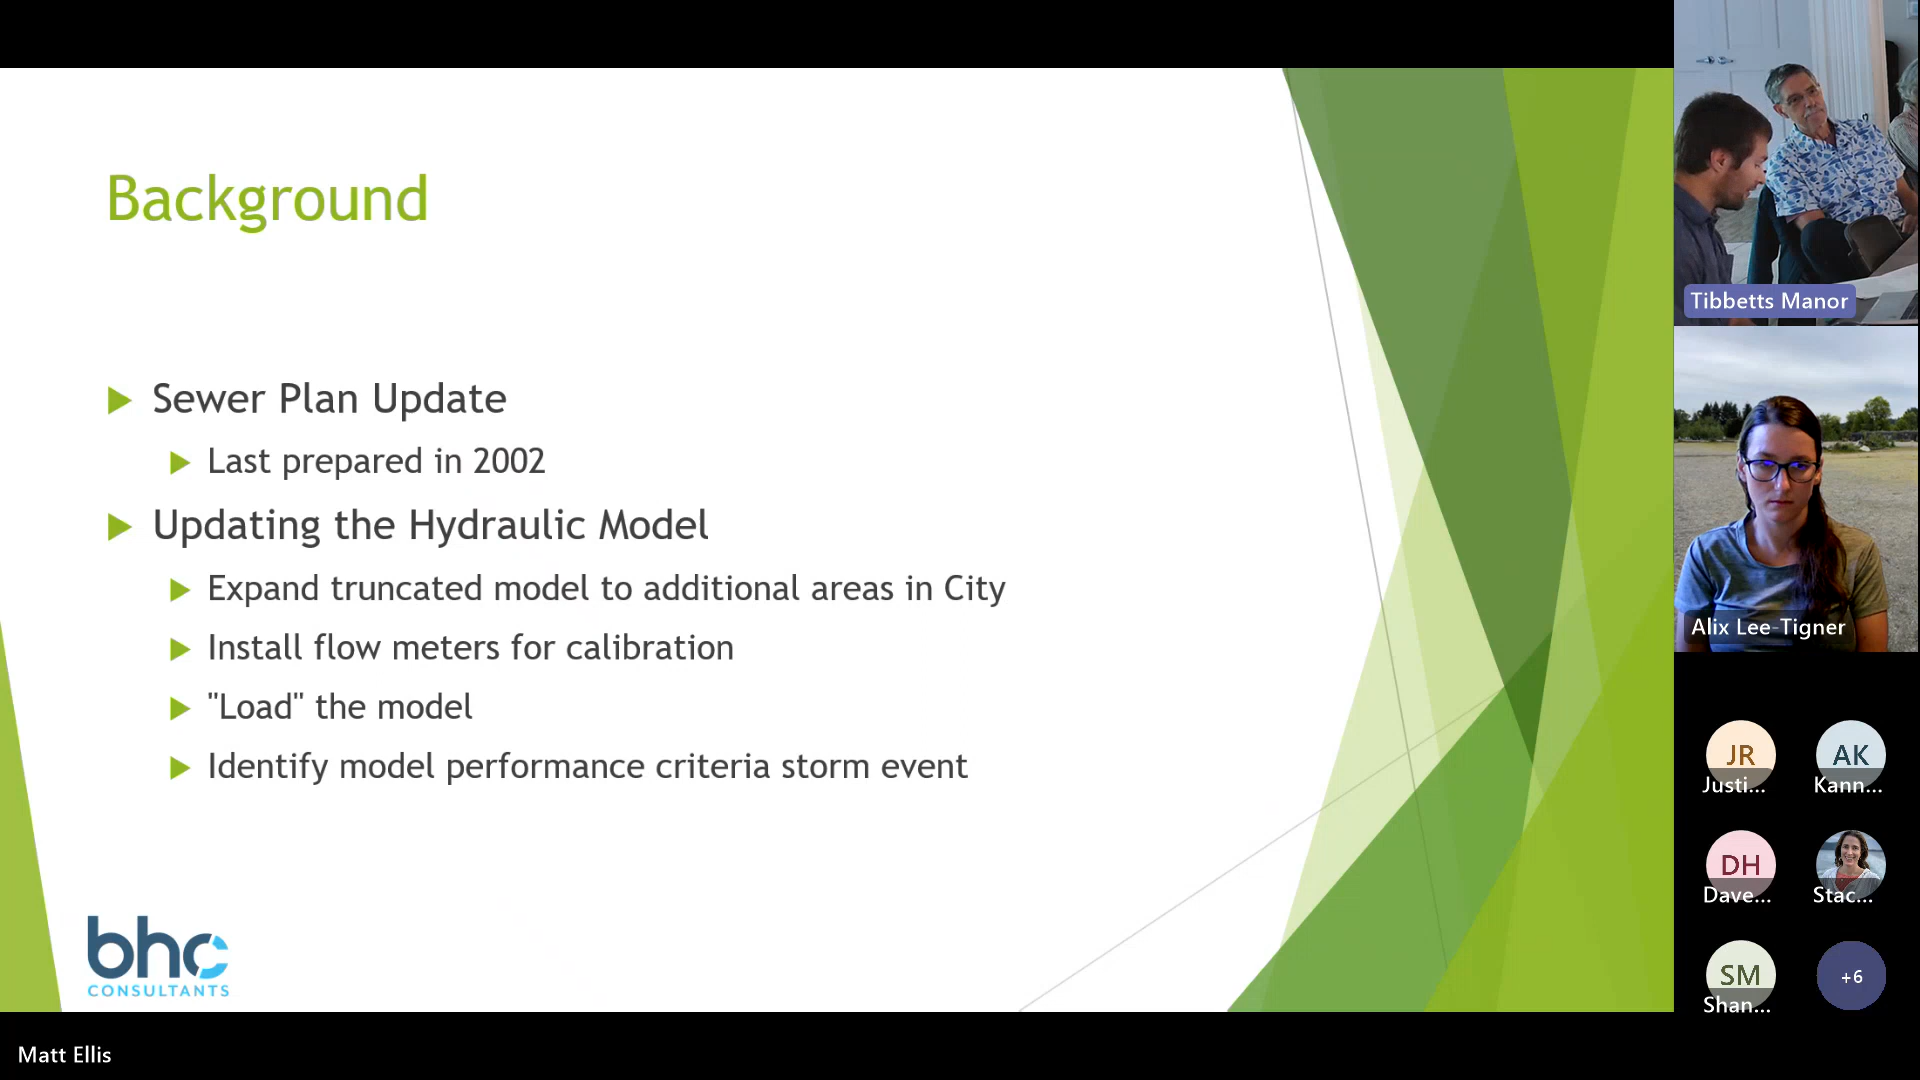 Background
Sewer Plan Update
Last prepared in 2002
Updating the Hydraulic Model
Expand truncated model to additional areas in City
Install flow meters for calibration
"Load" the model
Identify model performance criteria storm event
bhc
CONSULTANTS
Matt Ellis
Tibbetts Manor
Alix Lee-Tigner
JR
Justi...
AK
Kann...
DH
Dave...
Stac...
SM
Shan...
+6